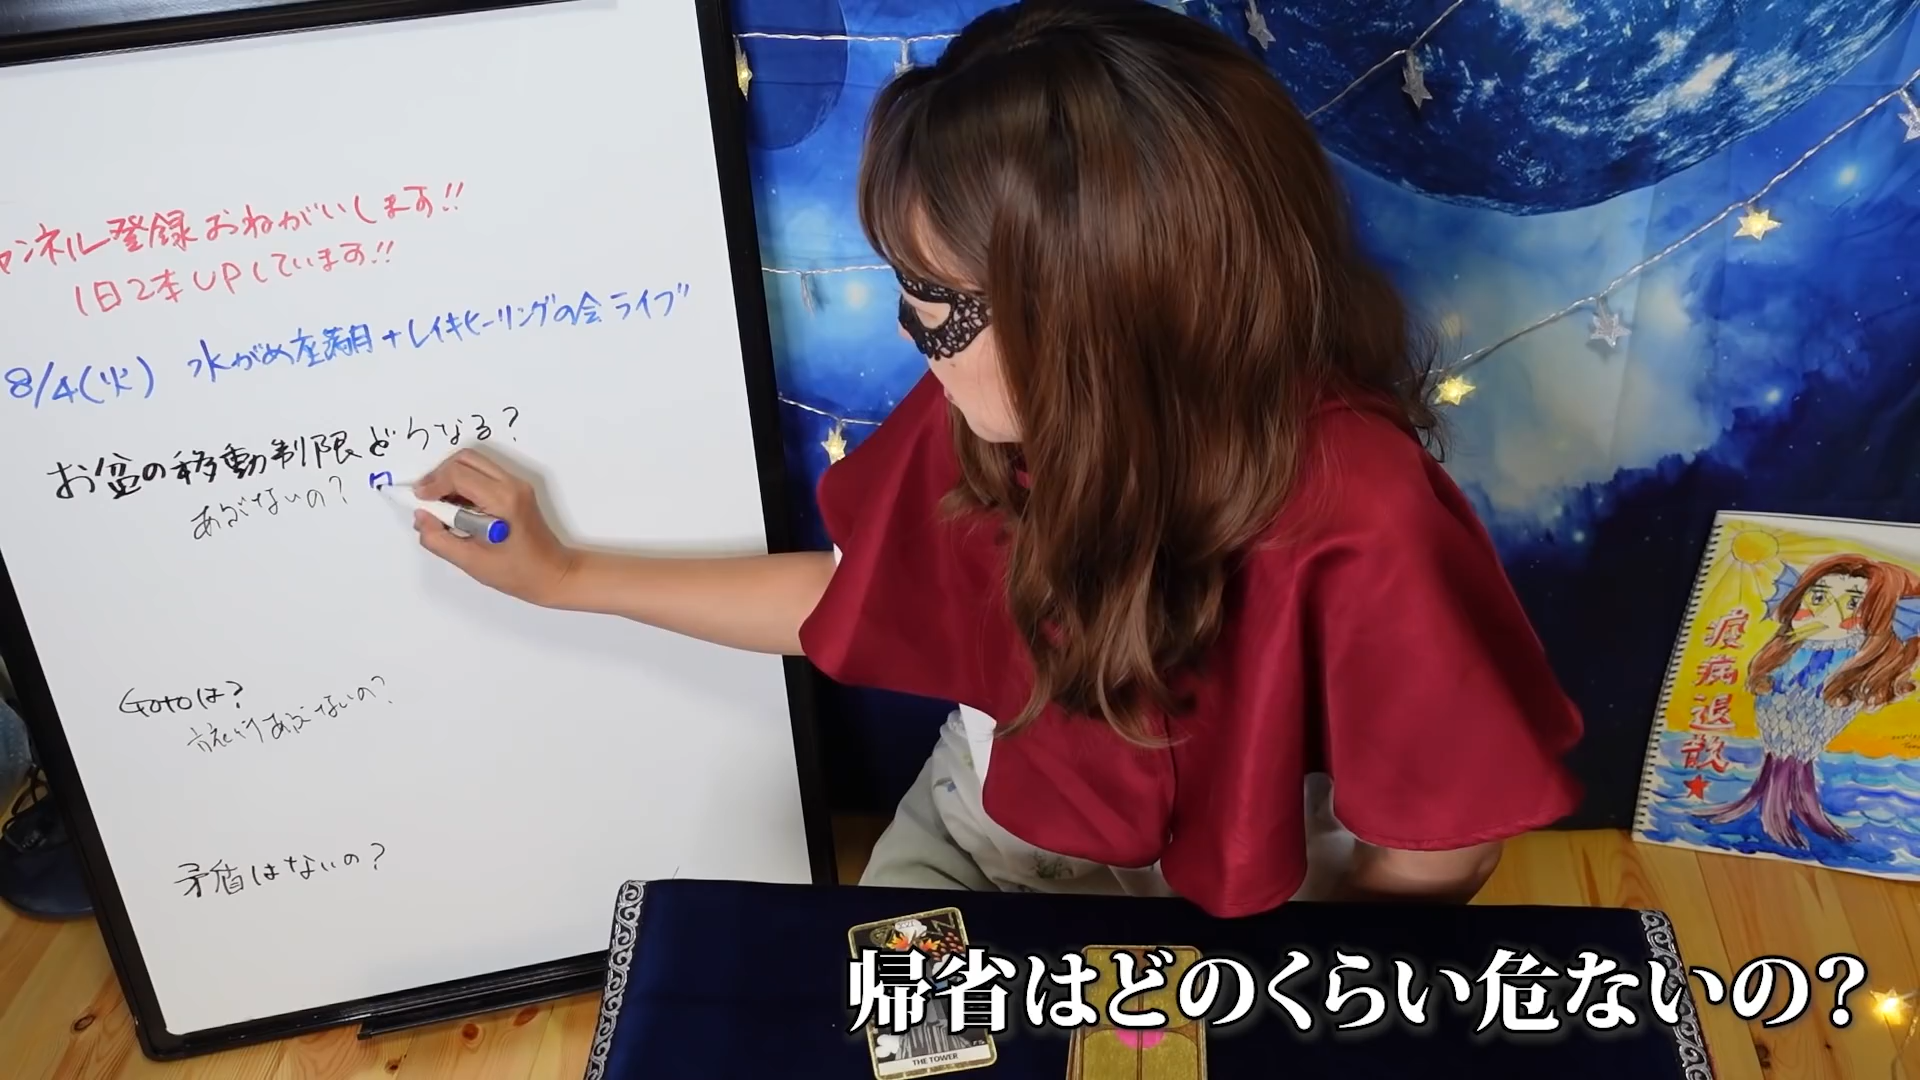 ャンネル登録おねがいします!!
1日2本UPしています!!
8/4(火) 水がめ座満月+レイキヒーリングの会ライブ
お盆の移動制限どうなる?
あぶないの?
GoToは?
旅行あぶないの?
矛盾はないの?
疫病退散★
XVI
THE TOWER
帰省はどのくらい危ないの?